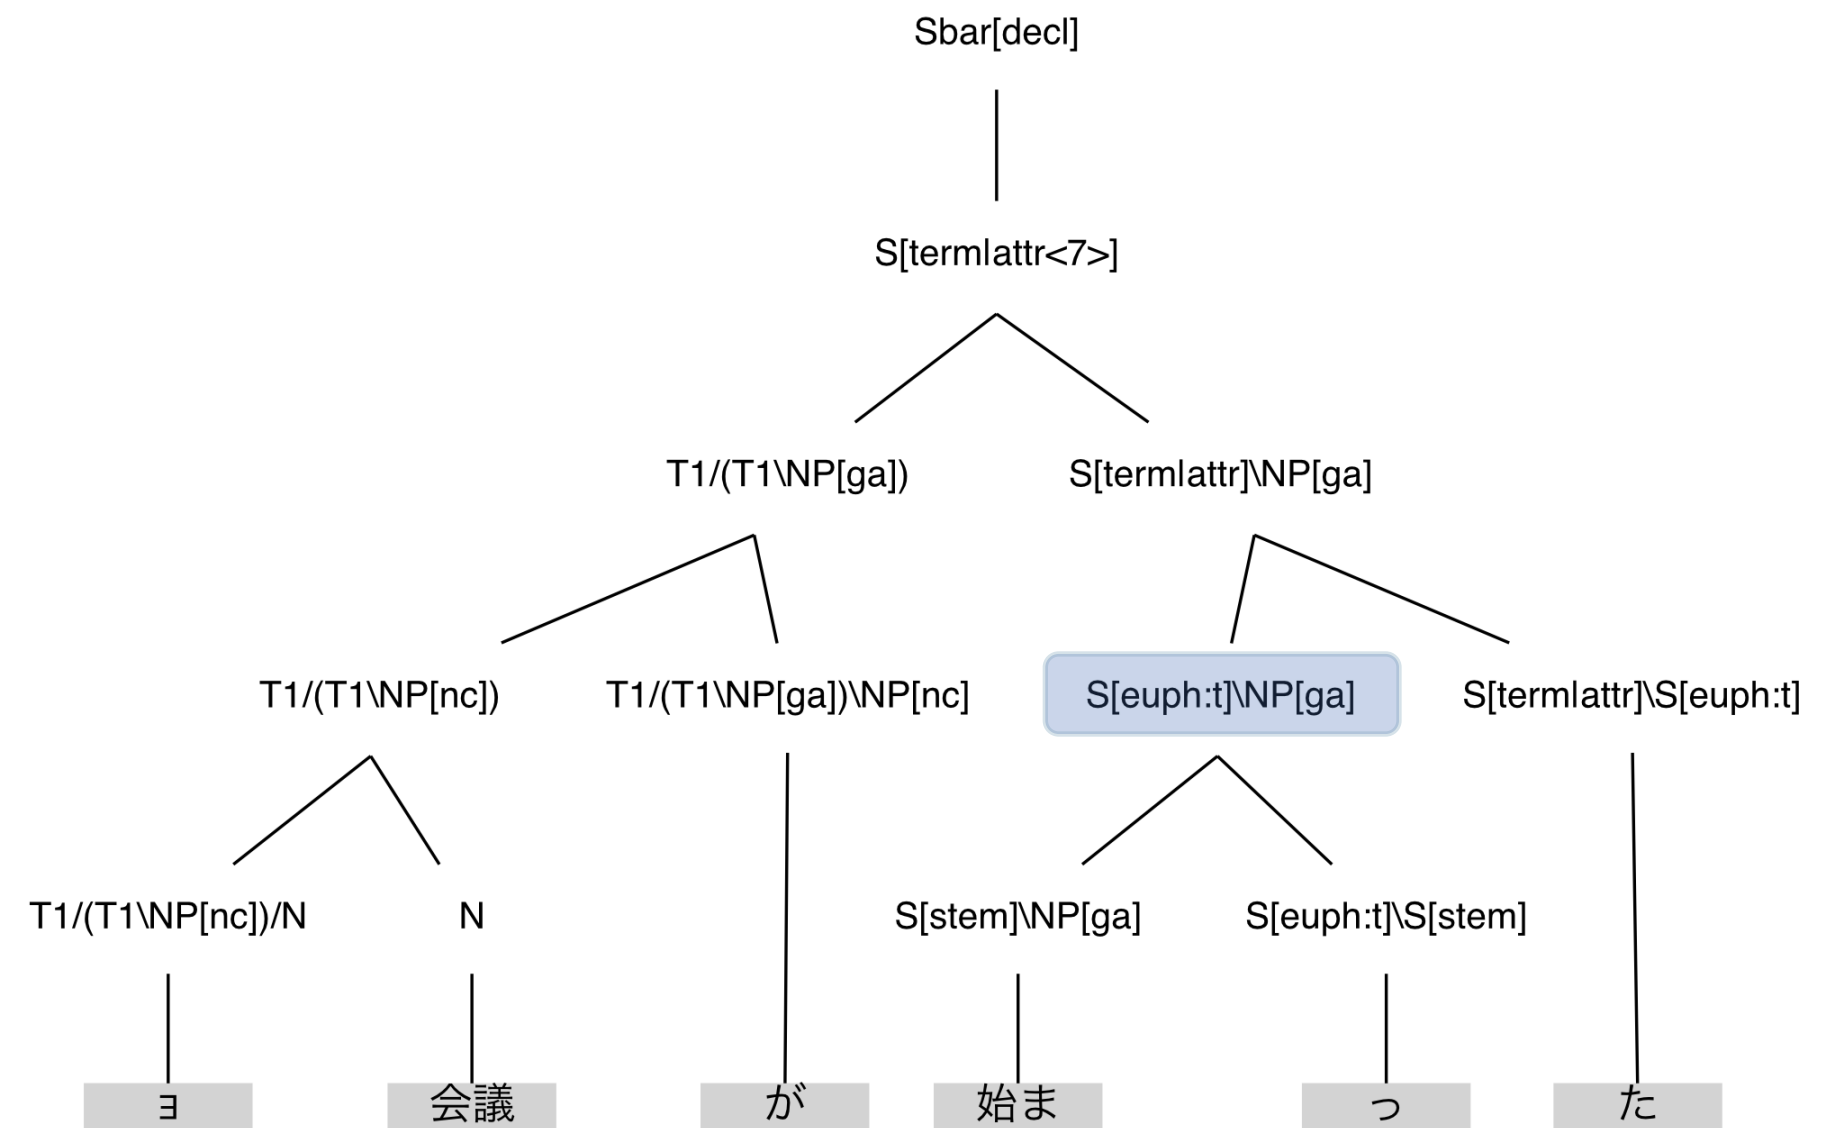 Sbar[decl]
S[term|attr<7>]
T1/(T1\NP[ga]) S[term|attr]\NP[ga]
T1/(T1\NP[nc]) T1/(T1\NP[ga])\NP[nc] S[euph:t]\NP[ga] S[term|attr]\S[euph:t]
T1/(T1\NP[nc])/N N S[stem]\NP[ga] S[euph:t]\S[stem]
∃ 会議 が 始ま っ た